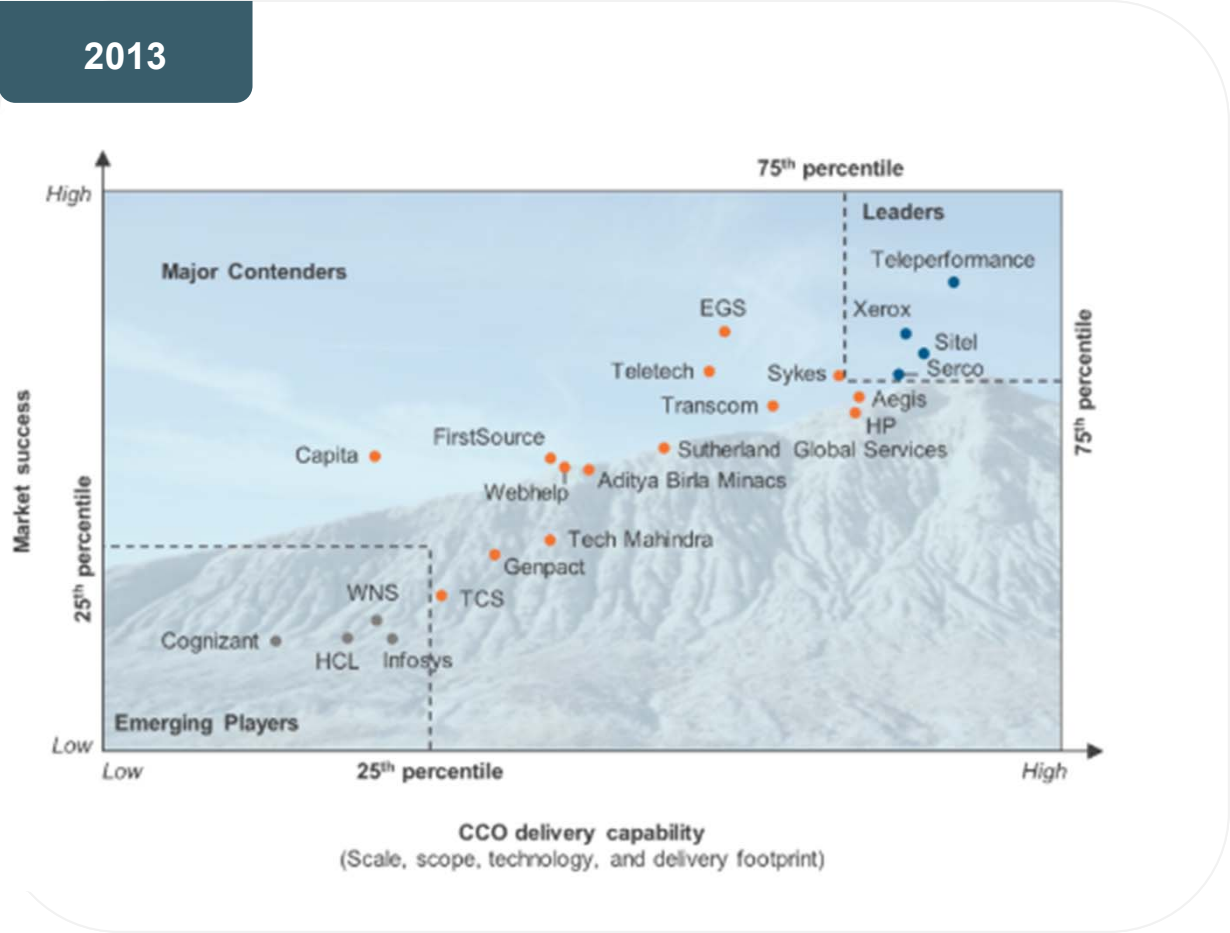 2013
75th percentile
High
Leaders
Teleperformance
Major Contenders
EGS
Xerox
Sitel
Teletech
Sykes
Serco
Transcom
Aegis
HP
75th percentile
FirstSource
Capita
Sutherland Global Services
Webhelp
Aditya Birla Minacs
Market success
25th percentile
Tech Mahindra
Genpact
WNS
TCS
Cognizant
HCL
Infosys
Emerging Players
Low
Low
25th percentile
High
CCO delivery capability
(Scale, scope, technology, and delivery footprint)